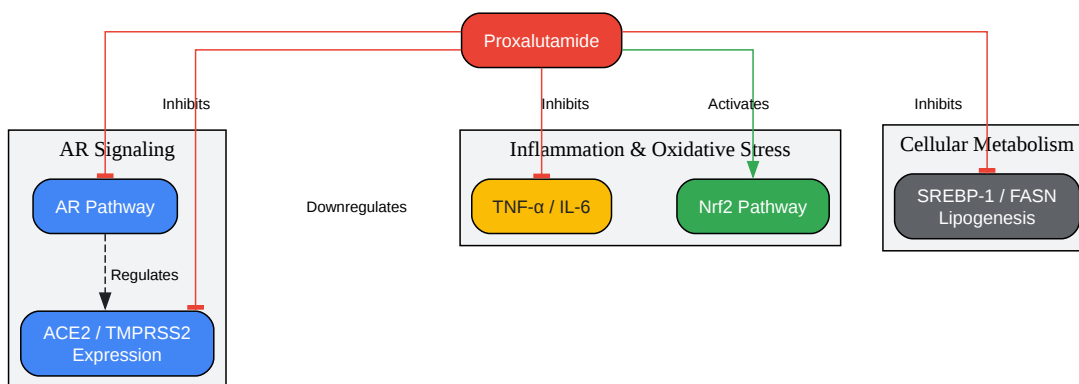 Proxalutamide
Inhibits
Inhibits
Activates
Inhibits
AR Signaling
Inflammation & Oxidative Stress
Cellular Metabolism
AR Pathway
Downregulates
TNF-α / IL-6
Nrf2 Pathway
SREBP-1 / FASN
Lipogenesis
Regulates
ACE2 / TMPRSS2
Expression